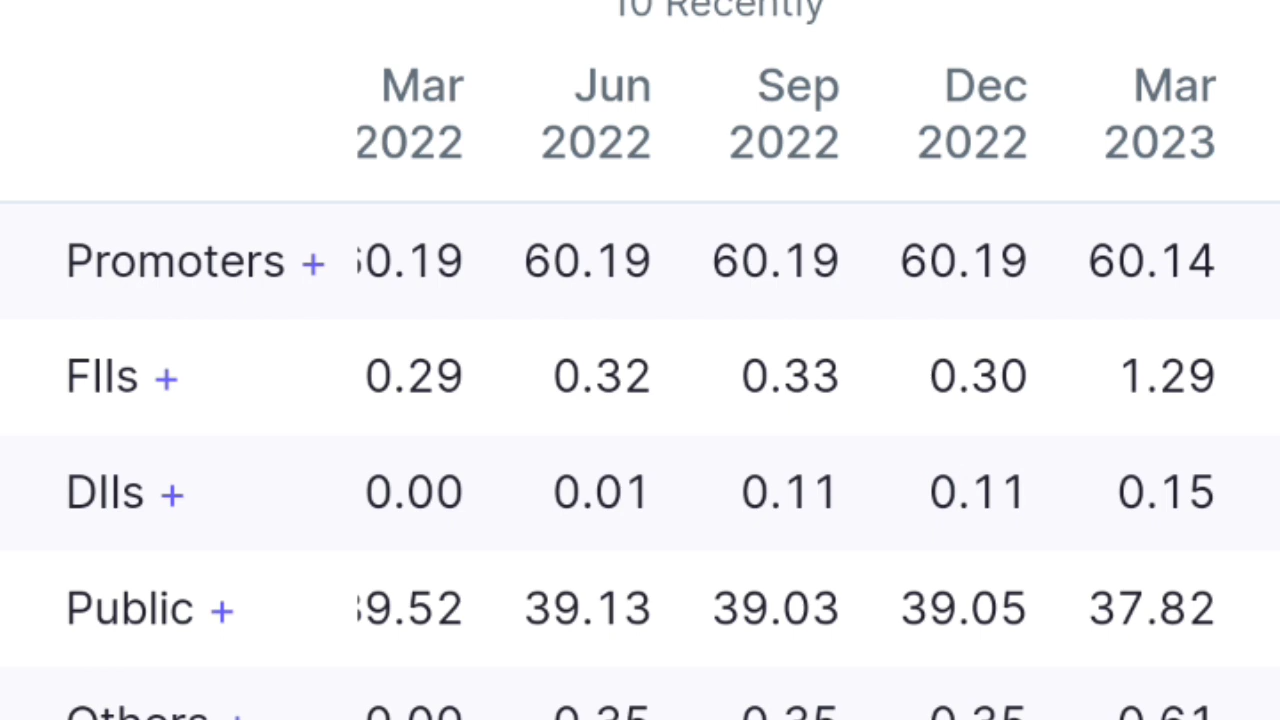 10 Recently
Mar Jun Sep Dec Mar
2022 2022 2022 2022 2023
Promoters + 60.19 60.19 60.19 60.19 60.14
FIIs + 0.29 0.32 0.33 0.30 1.29
DIIs + 0.00 0.01 0.11 0.11 0.15
Public + 39.52 39.13 39.03 39.05 37.82
Others + 0.00 0.35 0.35 0.35 0.61